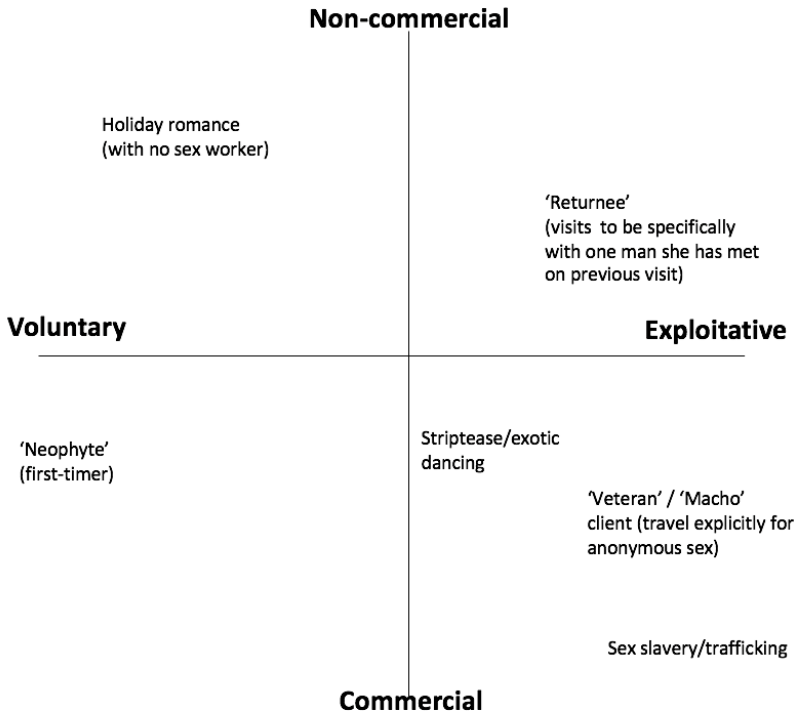 Non-commercial
Holiday romance
(with no sex worker)
‘Returnee’
(visits to be specifically
with one man she has met
on previous visit)
Voluntary
Exploitative
‘Neophyte’
(first-timer)
Striptease/exotic
dancing
‘Veteran’ / ‘Macho’
client (travel explicitly for
anonymous sex)
Sex slavery/trafficking
Commercial